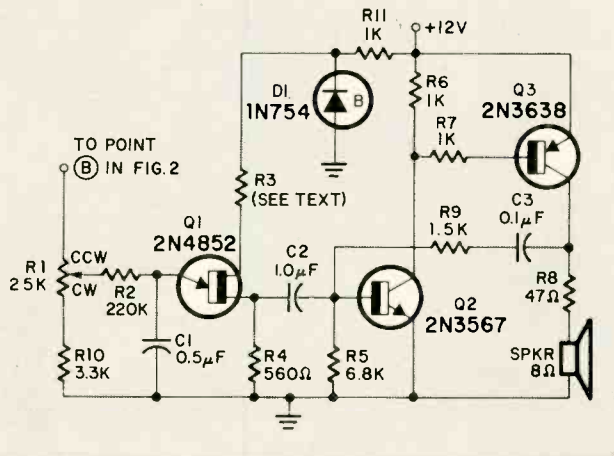 R11
1K
+12V
D1
1N754
B
R6
1K
Q3
2N3638
R7
1K
TO POINT
(B) IN FIG.2
R3
(SEE TEXT)
Q1
2N4852
C2
1.0µF
R9
1.5K
C3
0.1µF
R1
25K
CCW
CW
R2
220K
Q2
2N3567
R8
47Ω
C1
0.5µF
R10
3.3K
R4
560Ω
R5
6.8K
SPKR
8Ω